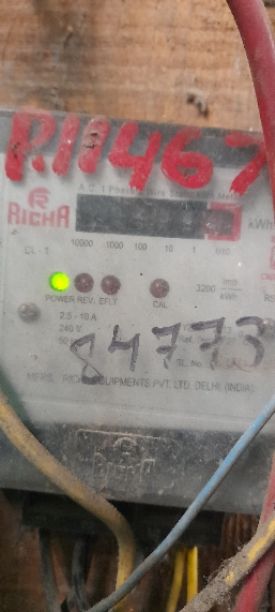 P.11467
A.C. 1 Phase
RICHA
kWh
CL - 1
10000 1000 100 10 1
3200 imp/kWh
POWER REV. E/LT CAL
2.5 - 10 A
240 V
84773
MFRS. RICHA EQUIPMENTS PVT. LTD. DELHI (INDIA)